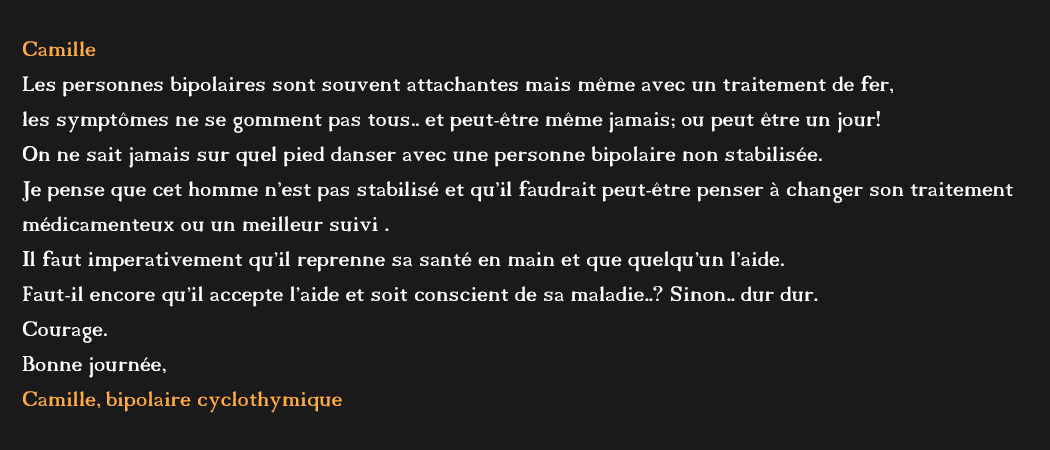 Camille
Les personnes bipolaires sont souvent attachantes mais même avec un traitement de fer,
les symptômes ne se gomment pas tous.. et peut-être même jamais; ou peut être un jour!
On ne sait jamais sur quel pied danser avec une personne bipolaire non stabilisée.
Je pense que cet homme n'est pas stabilisé et qu'il faudrait peut-être penser à changer son traitement
médicamenteux ou un meilleur suivi .
Il faut imperativement qu'il reprenne sa santé en main et que quelqu'un l'aide.
Faut-il encore qu'il accepte l'aide et soit conscient de sa maladie..? Sinon.. dur dur.
Courage.
Bonne journée,
Camille, bipolaire cyclothymique